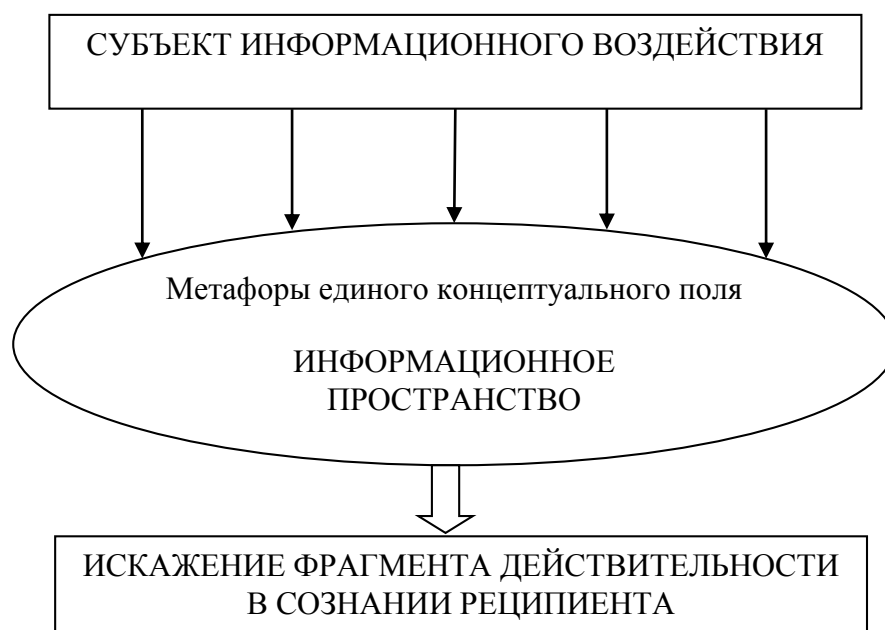 СУБЪЕКТ ИНФОРМАЦИОННОГО ВОЗДЕЙСТВИЯ
Метафоры единого концептуального поля
ИНФОРМАЦИОННОЕ
ПРОСТРАНСТВО
ИСКАЖЕНИЕ ФРАГМЕНТА ДЕЙСТВИТЕЛЬНОСТИ
В СОЗНАНИИ РЕЦИПИЕНТА